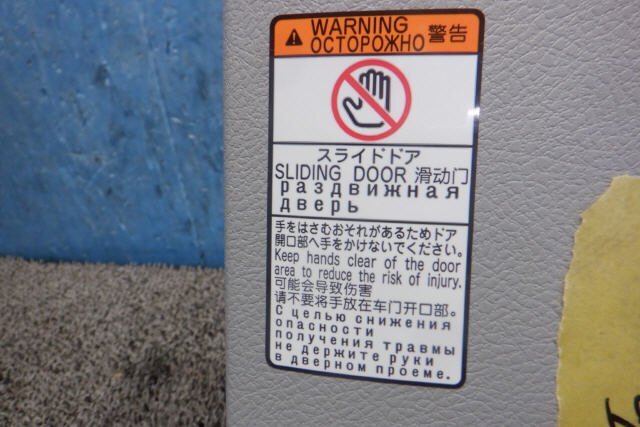 WARNING
ОСТОРОЖНО 警告
スライドドア
SLIDING DOOR 滑动门
раздвижная
дверь
手をはさむおそれがあるためドア
開口部へ手をかけないでください。
Keep hands clear of the door
area to reduce the risk of injury.
可能会导致伤害
请不要将手放在车门开口部。
С целью снижения
опасности
получения травмы
не держите руки
в дверном проеме.